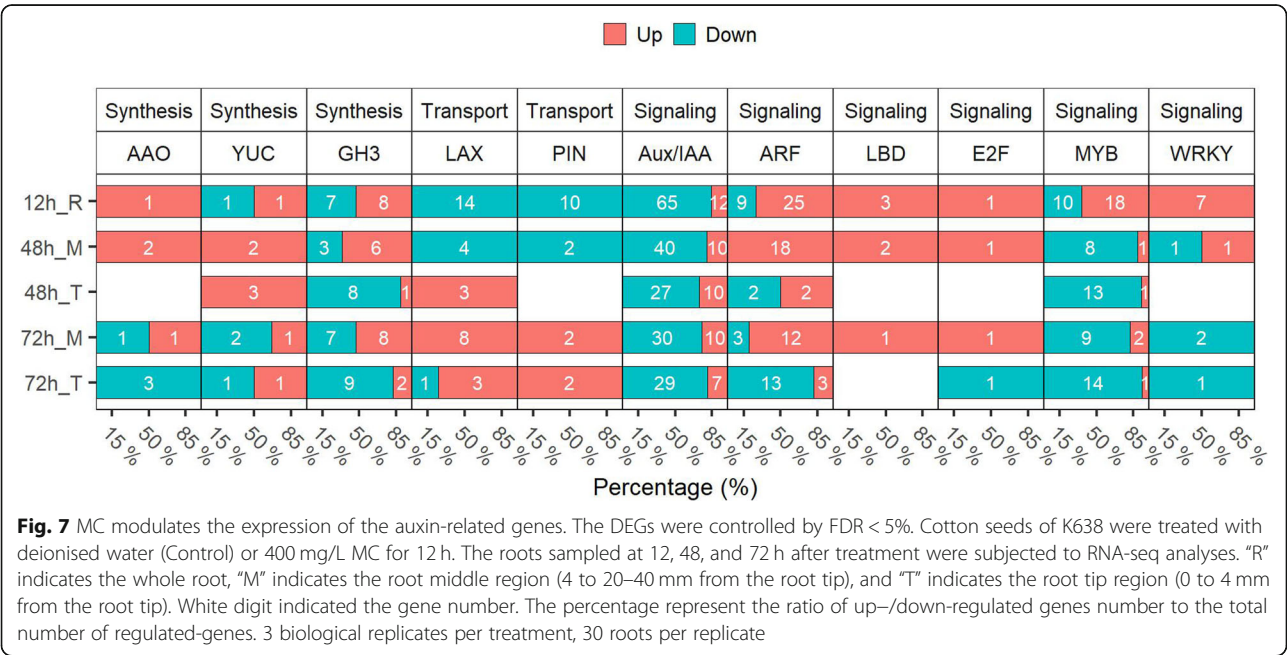 Up Down
Synthesis Synthesis Synthesis Transport Transport Signaling Signaling Signaling Signaling Signaling Signaling
AAO YUC GH3 LAX PIN Aux/IAA ARF LBD E2F MYB WRKY
12h_R 1 1 1 7 8 14 10 65 12 9 25 3 1 10 18 7
48h_M 2 2 3 6 4 2 40 10 18 2 1 8 1 1 1
48h_T 3 8 1 3 27 10 2 2 13 1
72h_M 1 1 2 1 7 8 8 2 30 10 3 12 1 1 9 2 2
72h_T 3 1 1 9 2 1 3 2 29 7 13 3 1 14 1 1
15 % 50 % 85 % 15 % 50 % 85 % 15 % 50 % 85 % 15 % 50 % 85 % 15 % 50 % 85 % 15 % 50 % 85 % 15 % 50 % 85 % 15 % 50 % 85 % 15 % 50 % 85 % 15 % 50 % 85 % 15 % 50 % 85 %
Percentage (%)
Fig. 7 MC modulates the expression of the auxin-related genes. The DEGs were controlled by FDR < 5%. Cotton seeds of K638 were treated with
deionised water (Control) or 400 mg/L MC for 12 h. The roots sampled at 12, 48, and 72 h after treatment were subjected to RNA-seq analyses. “R”
indicates the whole root, “M” indicates the root middle region (4 to 20–40 mm from the root tip), and “T” indicates the root tip region (0 to 4 mm
from the root tip). White digit indicated the gene number. The percentage represent the ratio of up–/down-regulated genes number to the total
number of regulated-genes. 3 biological replicates per treatment, 30 roots per replicate